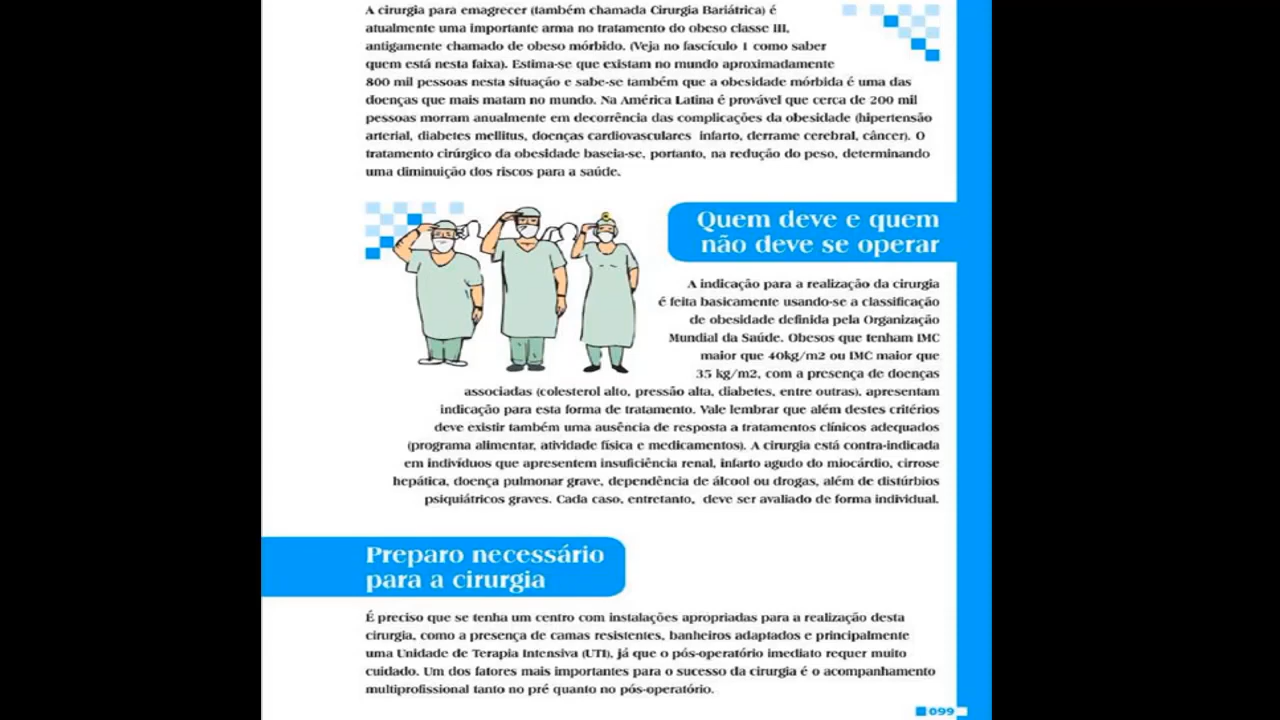 A cirurgia para emagrecer (também chamada Cirurgia Bariátrica) é
atualmente uma importante arma no tratamento do obeso classe III,
antigamente chamado de obeso mórbido. (Veja no fascículo 1 como saber
quem está nesta faixa). Estima-se que existam no mundo aproximadamente
800 mil pessoas nesta situação e sabe-se também que a obesidade mórbida é uma das
doenças que mais matam no mundo. Na América Latina é provável que cerca de 200 mil
pessoas morram anualmente em decorrência das complicações da obesidade (hipertensão
arterial, diabetes mellitus, doenças cardiovasculares infarto, derrame cerebral, câncer). O
tratamento cirúrgico da obesidade baseia-se, portanto, na redução do peso, determinando
uma diminuição dos riscos para a saúde.
Quem deve e quem
não deve se operar
A indicação para a realização da cirurgia
é feita basicamente usando-se a classificação
de obesidade definida pela Organização
Mundial da Saúde. Obesos que tenham IMC
maior que 40kg/m2 ou IMC maior que
35 kg/m2, com a presença de doenças
associadas (colesterol alto, pressão alta, diabetes, entre outras), apresentam
indicação para esta forma de tratamento. Vale lembrar que além destes critérios
deve existir também uma ausência de resposta a tratamentos clínicos adequados
(programa alimentar, atividade física e medicamentos). A cirurgia está contra-indicada
em indivíduos que apresentem insuficiência renal, infarto agudo do miocárdio, cirrose
hepática, doença pulmonar grave, dependência de álcool ou drogas, além de distúrbios
psiquiátricos graves. Cada caso, entretanto, deve ser avaliado de forma individual.
Preparo necessário
para a cirurgia
É preciso que se tenha um centro com instalações apropriadas para a realização desta
cirurgia, como a presença de camas resistentes, banheiros adaptados e principalmente
uma Unidade de Terapia Intensiva (UTI), já que o pós-operatório imediato requer muito
cuidado. Um dos fatores mais importantes para o sucesso da cirurgia é o acompanhamento
multiprofissional tanto no pré quanto no pós-operatório.
099